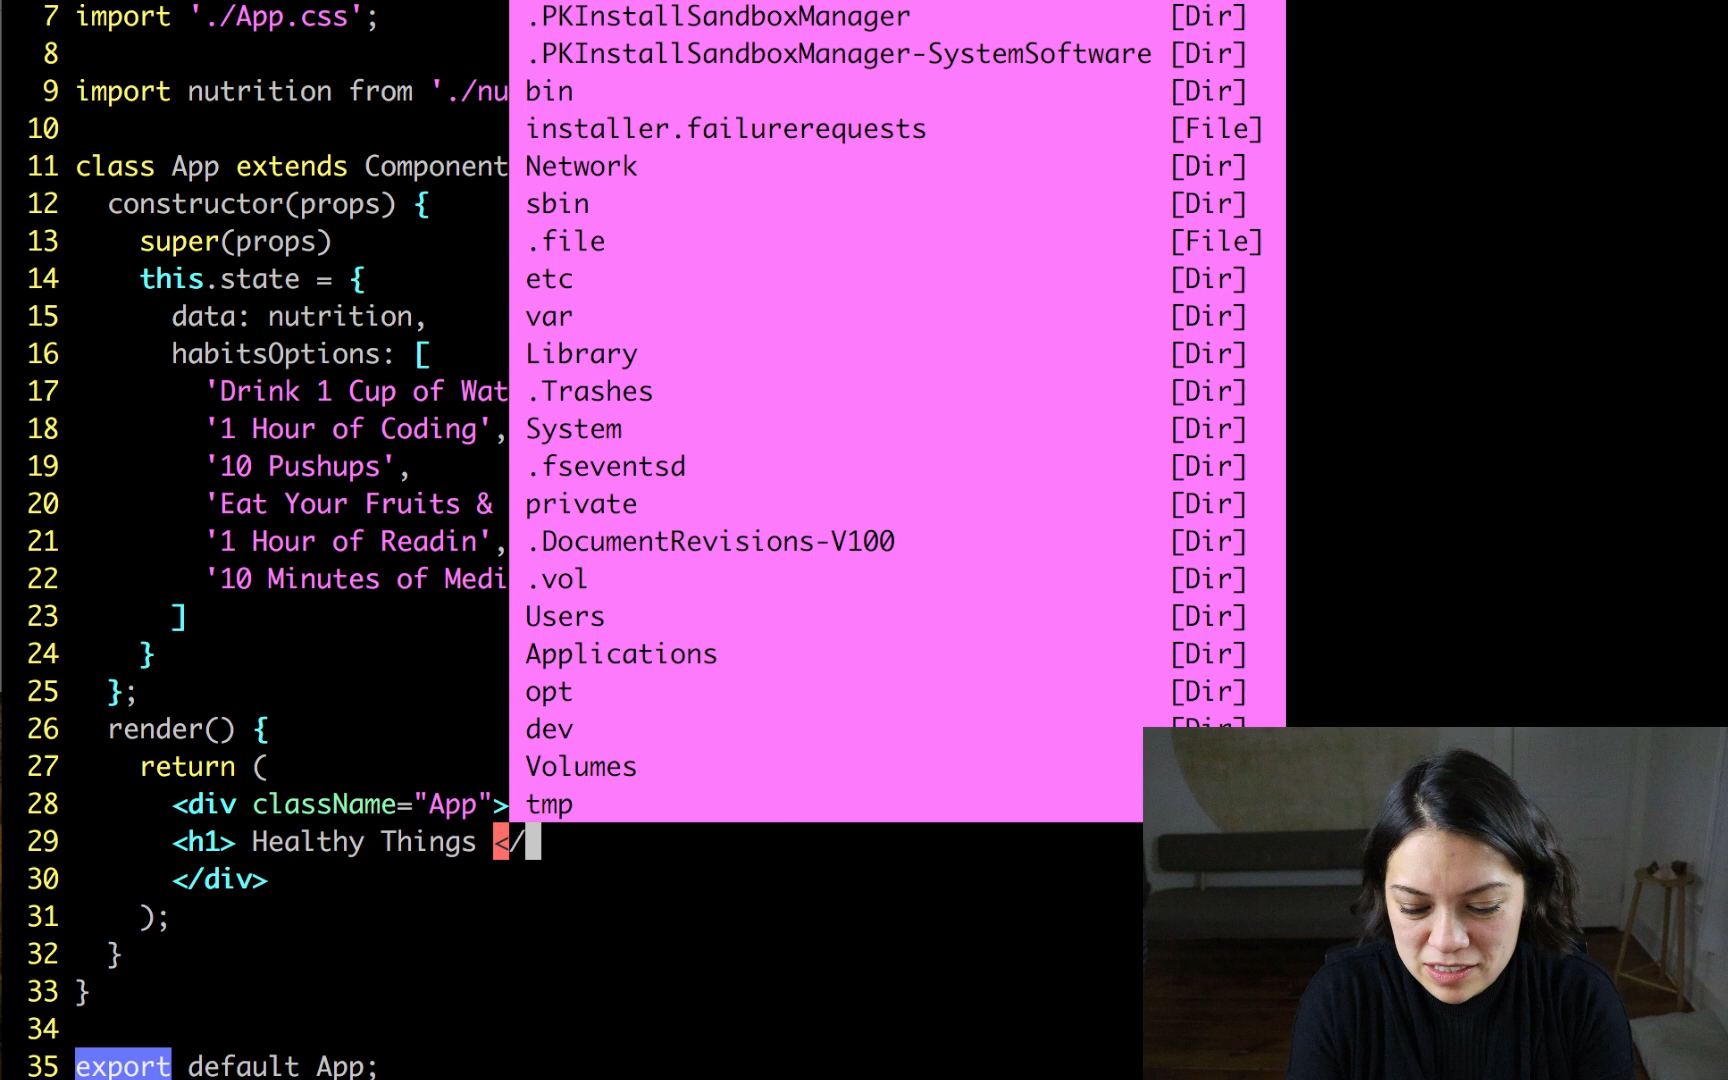 7 import './App.css';
8
9 import nutrition from './nu
10
11 class App extends Component
12 constructor(props) {
13 super(props)
14 this.state = {
15 data: nutrition,
16 habitsOptions: [
17 'Drink 1 Cup of Wat
18 '1 Hour of Coding',
19 '10 Pushups',
20 'Eat Your Fruits &
21 '1 Hour of Readin',
22 '10 Minutes of Medi
23 ]
24 }
25 };
26 render() {
27 return (
28 <div className="App">
29 <h1> Healthy Things </
30 </div>
31 );
32 }
33 }
34
35 export default App;
.PKInstallSandboxManager [Dir]
.PKInstallSandboxManager-SystemSoftware [Dir]
bin [Dir]
installer.failurerequests [File]
Network [Dir]
sbin [Dir]
.file [File]
etc [Dir]
var [Dir]
Library [Dir]
.Trashes [Dir]
System [Dir]
.fseventsd [Dir]
private [Dir]
.DocumentRevisions-V100 [Dir]
.vol [Dir]
Users [Dir]
Applications [Dir]
opt [Dir]
dev [Dir]
Volumes
tmp